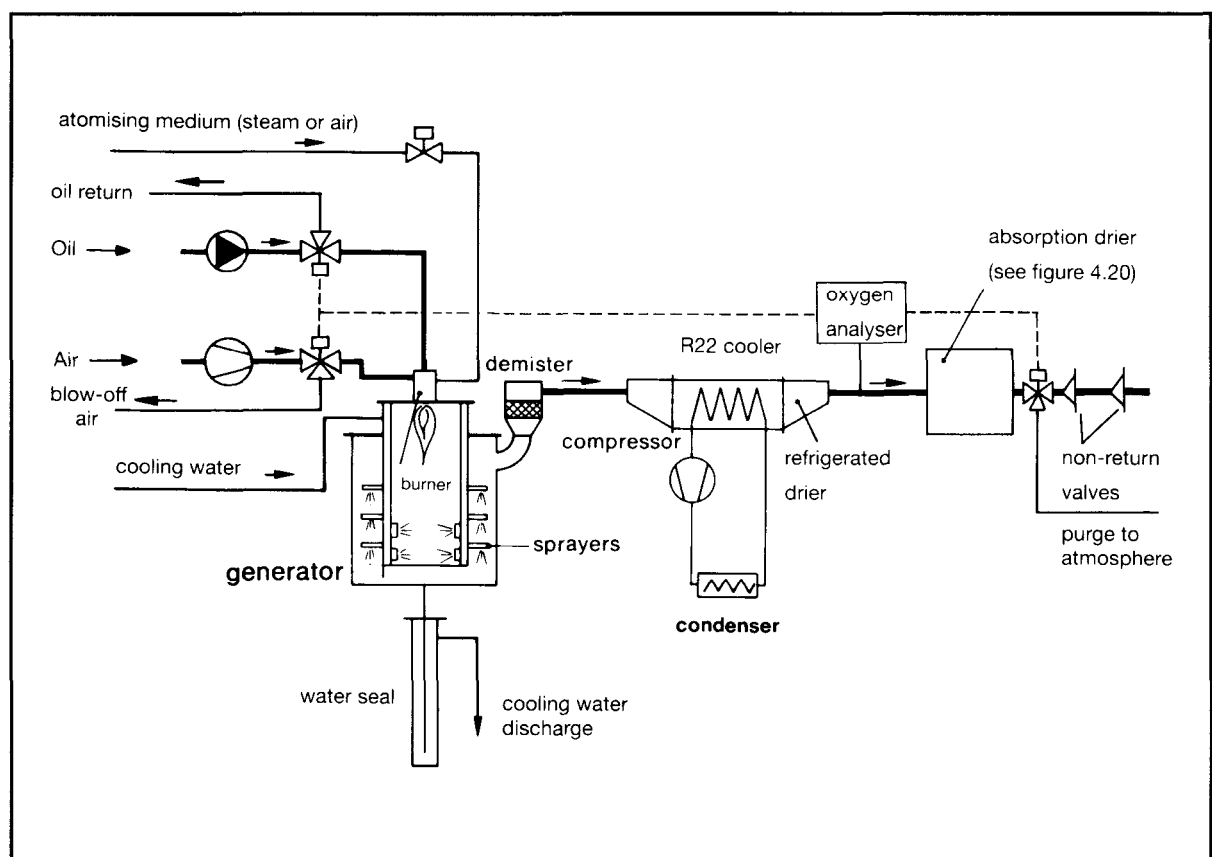 atomising medium (steam or air)
oil return
Oil
Air
blow-off
air
cooling water
generator
burner
demister
sprayers
water seal
cooling water
discharge
compressor
R22 cooler
refrigerated
drier
condenser
oxygen
analyser
absorption drier
(see figure 4.20)
non-return
valves
purge to
atmosphere